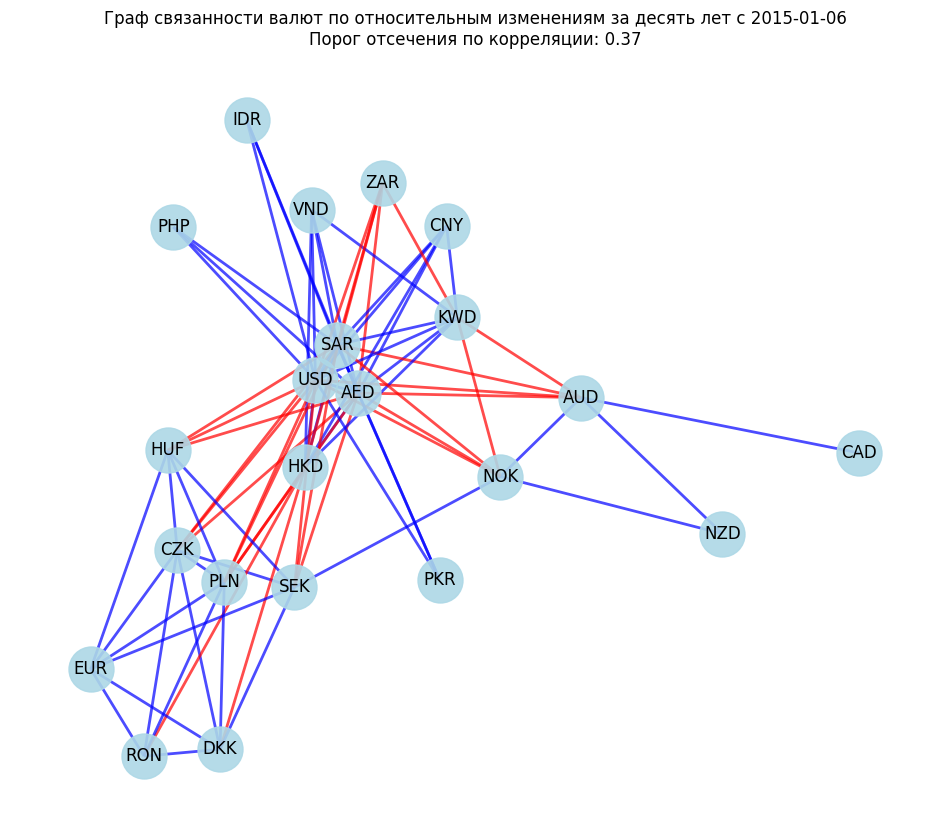 Граф связанности валют по относительным изменениям за десять лет с 2015-01-06
Порог отсечения по корреляции: 0.37
IDR
ZAR
VND
PHP
CNY
KWD
SAR
USD
AED
AUD
HUF
CAD
HKD
NOK
NZD
CZK
PLN
SEK
PKR
EUR
RON
DKK